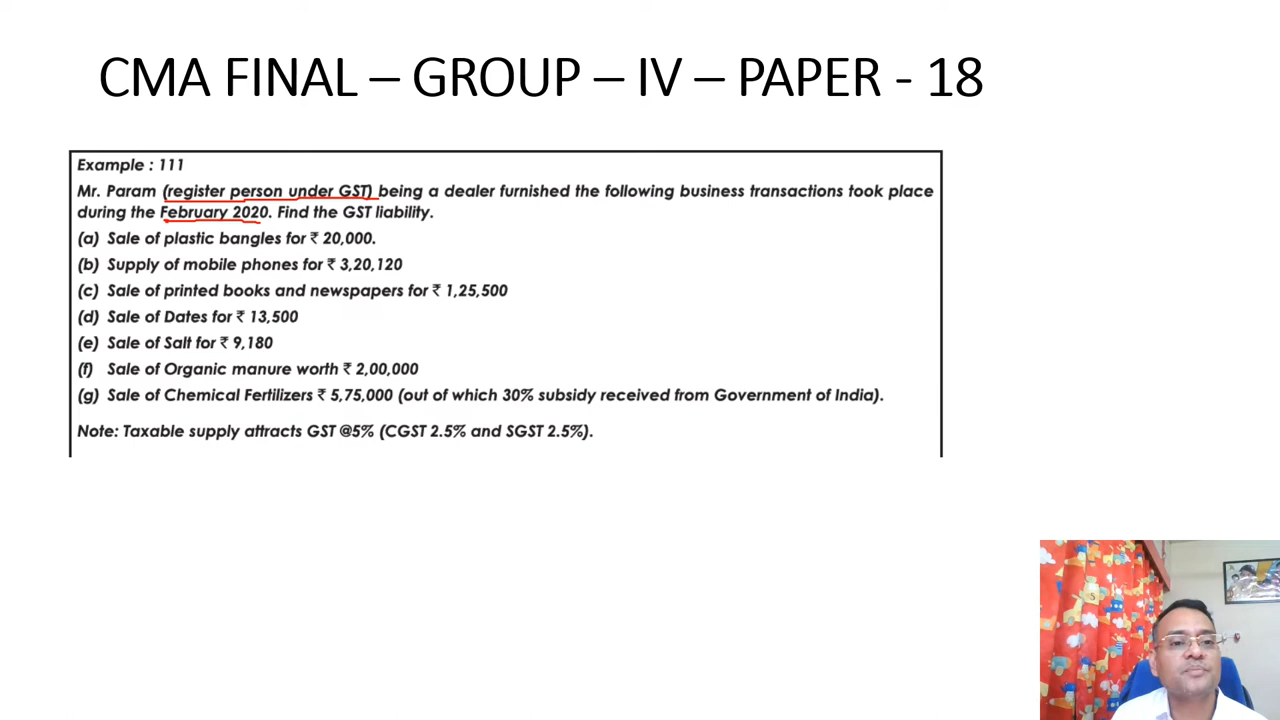 CMA FINAL – GROUP – IV – PAPER - 18
Example : 111
Mr. Param (register person under GST) being a dealer furnished the following business transactions took place
during the February 2020. Find the GST liability.
(a) Sale of plastic bangles for ₹ 20,000.
(b) Supply of mobile phones for ₹ 3,20,120
(c) Sale of printed books and newspapers for ₹ 1,25,500
(d) Sale of Dates for ₹ 13,500
(e) Sale of Salt for ₹ 9,180
(f) Sale of Organic manure worth ₹ 2,00,000
(g) Sale of Chemical Fertilizers ₹ 5,75,000 (out of which 30% subsidy received from Government of India).
Note: Taxable supply attracts GST @5% (CGST 2.5% and SGST 2.5%).